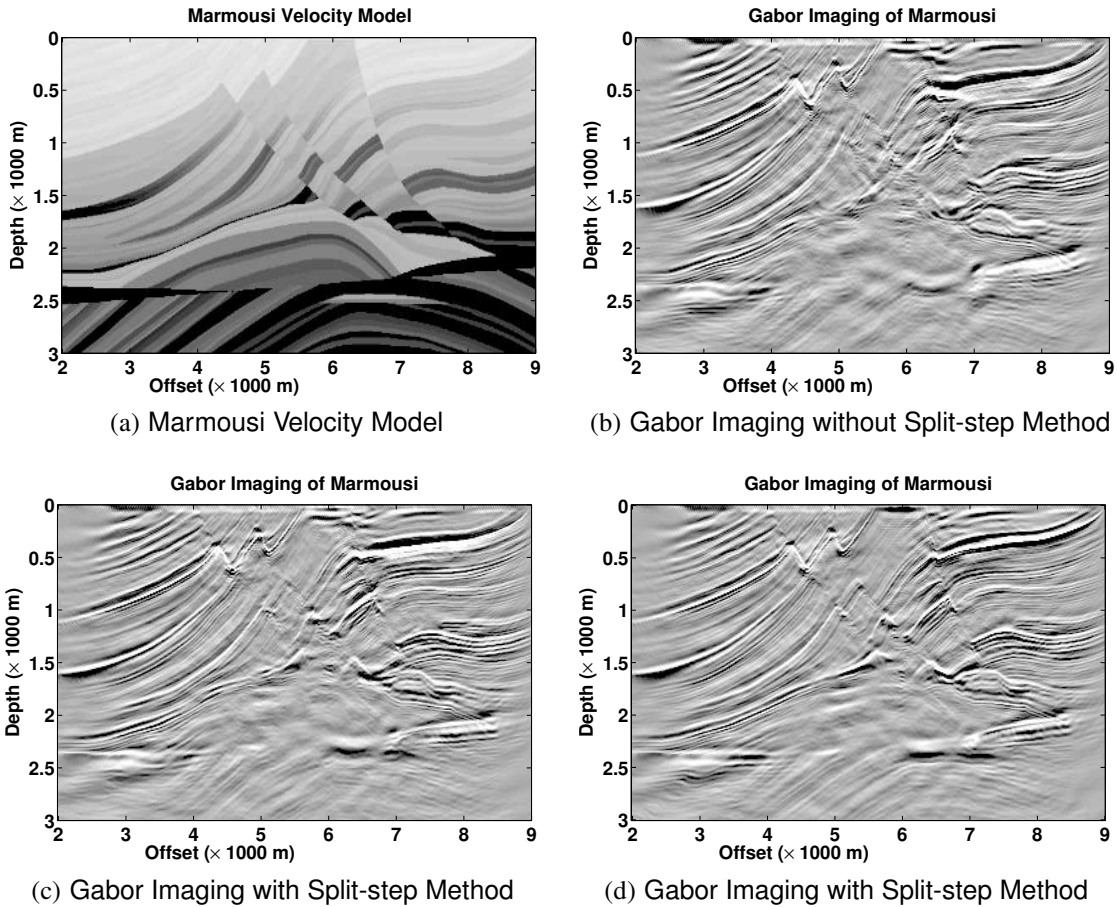 Marmousi Velocity Model
0
0.5
1
1.5
2
2.5
3
Depth (× 1000 m)
2 3 4 5 6 7 8 9
Offset (× 1000 m)
(a) Marmousi Velocity Model
Gabor Imaging of Marmousi
0
0.5
1
1.5
2
2.5
3
Depth (× 1000 m)
2 3 4 5 6 7 8 9
Offset (× 1000 m)
(b) Gabor Imaging without Split-step Method
Gabor Imaging of Marmousi
0
0.5
1
1.5
2
2.5
3
Depth (× 1000 m)
2 3 4 5 6 7 8 9
Offset (× 1000 m)
(c) Gabor Imaging with Split-step Method
Gabor Imaging of Marmousi
0
0.5
1
1.5
2
2.5
3
Depth (× 1000 m)
2 3 4 5 6 7 8 9
Offset (× 1000 m)
(d) Gabor Imaging with Split-step Method